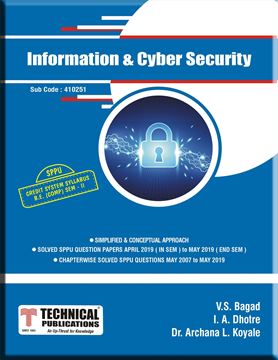 Information & Cyber Security
Sub Code : 410251
SPPU
CREDIT SYSTEM SYLLABUS
B.E. (COMP) SEM - II
• SIMPLIFIED & CONCEPTUAL APPROACH
• SOLVED SPPU QUESTION PAPERS APRIL 2019 ( IN SEM ) to MAY 2019 ( END SEM )
• CHAPTERWISE SOLVED SPPU QUESTIONS MAY 2007 to MAY 2019
V.S. Bagad
I. A. Dhotre
Dr. Archana L. Koyale
TECHNICAL
PUBLICATIONS
SINCE 1993 An Up-Thrust for Knowledge